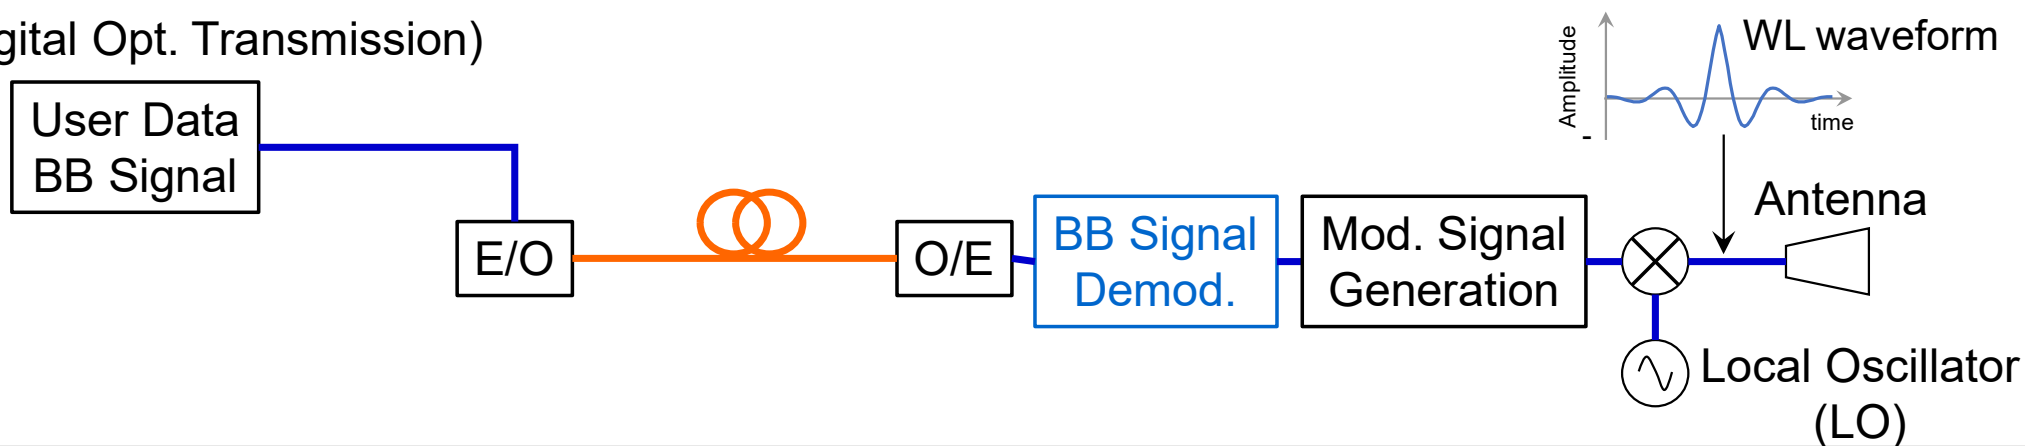 gital Opt. Transmission)
User Data
BB Signal
E/O
O/E
BB Signal
Demod.
Mod. Signal
Generation
Amplitude
-
time
WL waveform
Antenna
Local Oscillator
(LO)